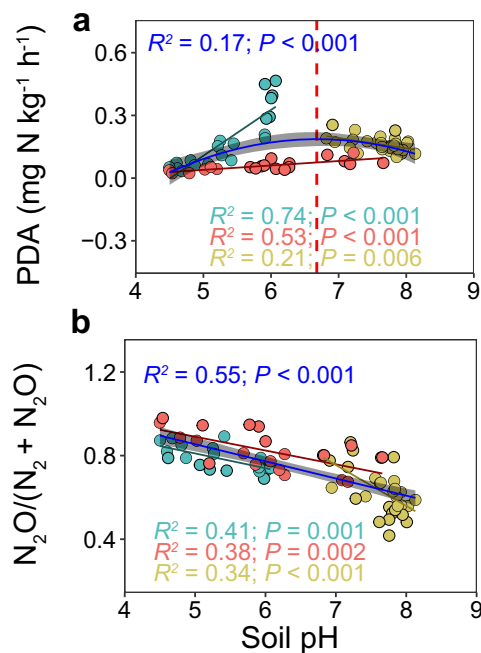 a
R² = 0.17; P < 0.001
0.6
0.3
0.0
−0.3
PDA (mg N kg⁻¹ h⁻¹)
R² = 0.74; P < 0.001
R² = 0.53; P < 0.001
R² = 0.21; P = 0.006
4 5 6 7 8 9
b
R² = 0.55; P < 0.001
1.2
0.8
0.4
N₂O/(N₂ + N₂O)
R² = 0.41; P = 0.001
R² = 0.38; P = 0.002
R² = 0.34; P < 0.001
4 5 6 7 8 9
Soil pH